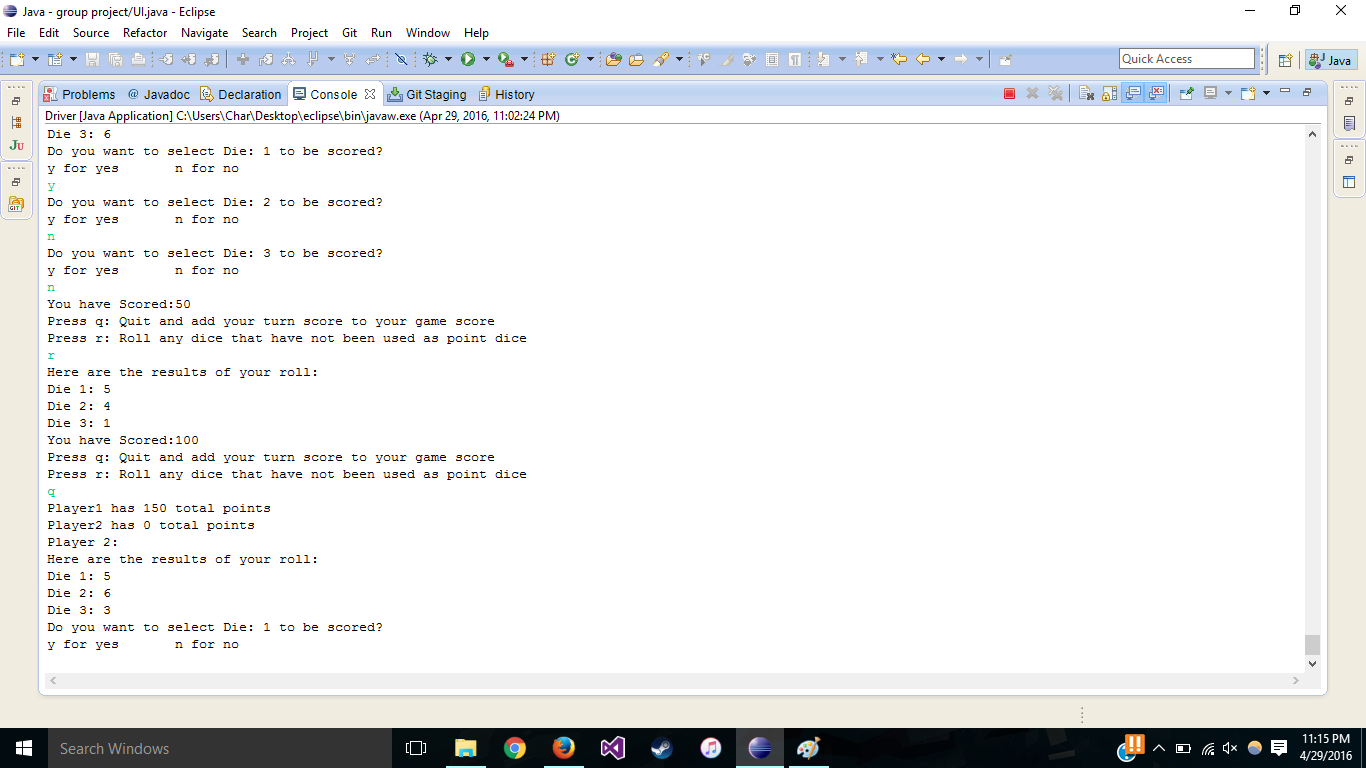 Java - group project/UI.java - Eclipse
File Edit Source Refactor Navigate Search Project Git Run Window Help
Quick Access
Java
Problems @ Javadoc Declaration Console Git Staging History
Driver [Java Application] C:\Users\Char\Desktop\eclipse\bin\javaw.exe (Apr 29, 2016, 11:02:24 PM)
Die 3: 6
Do you want to select Die: 1 to be scored?
y for yes       n for no
y
Do you want to select Die: 2 to be scored?
y for yes       n for no
n
Do you want to select Die: 3 to be scored?
y for yes       n for no
n
You have Scored:50
Press q: Quit and add your turn score to your game score
Press r: Roll any dice that have not been used as point dice
r
Here are the results of your roll:
Die 1: 5
Die 2: 4
Die 3: 1
You have Scored:100
Press q: Quit and add your turn score to your game score
Press r: Roll any dice that have not been used as point dice
q
Player1 has 150 total points
Player2 has 0 total points
Player 2:
Here are the results of your roll:
Die 1: 5
Die 2: 6
Die 3: 3
Do you want to select Die: 1 to be scored?
y for yes       n for no
JU
GIT
Search Windows
11:15 PM
4/29/2016